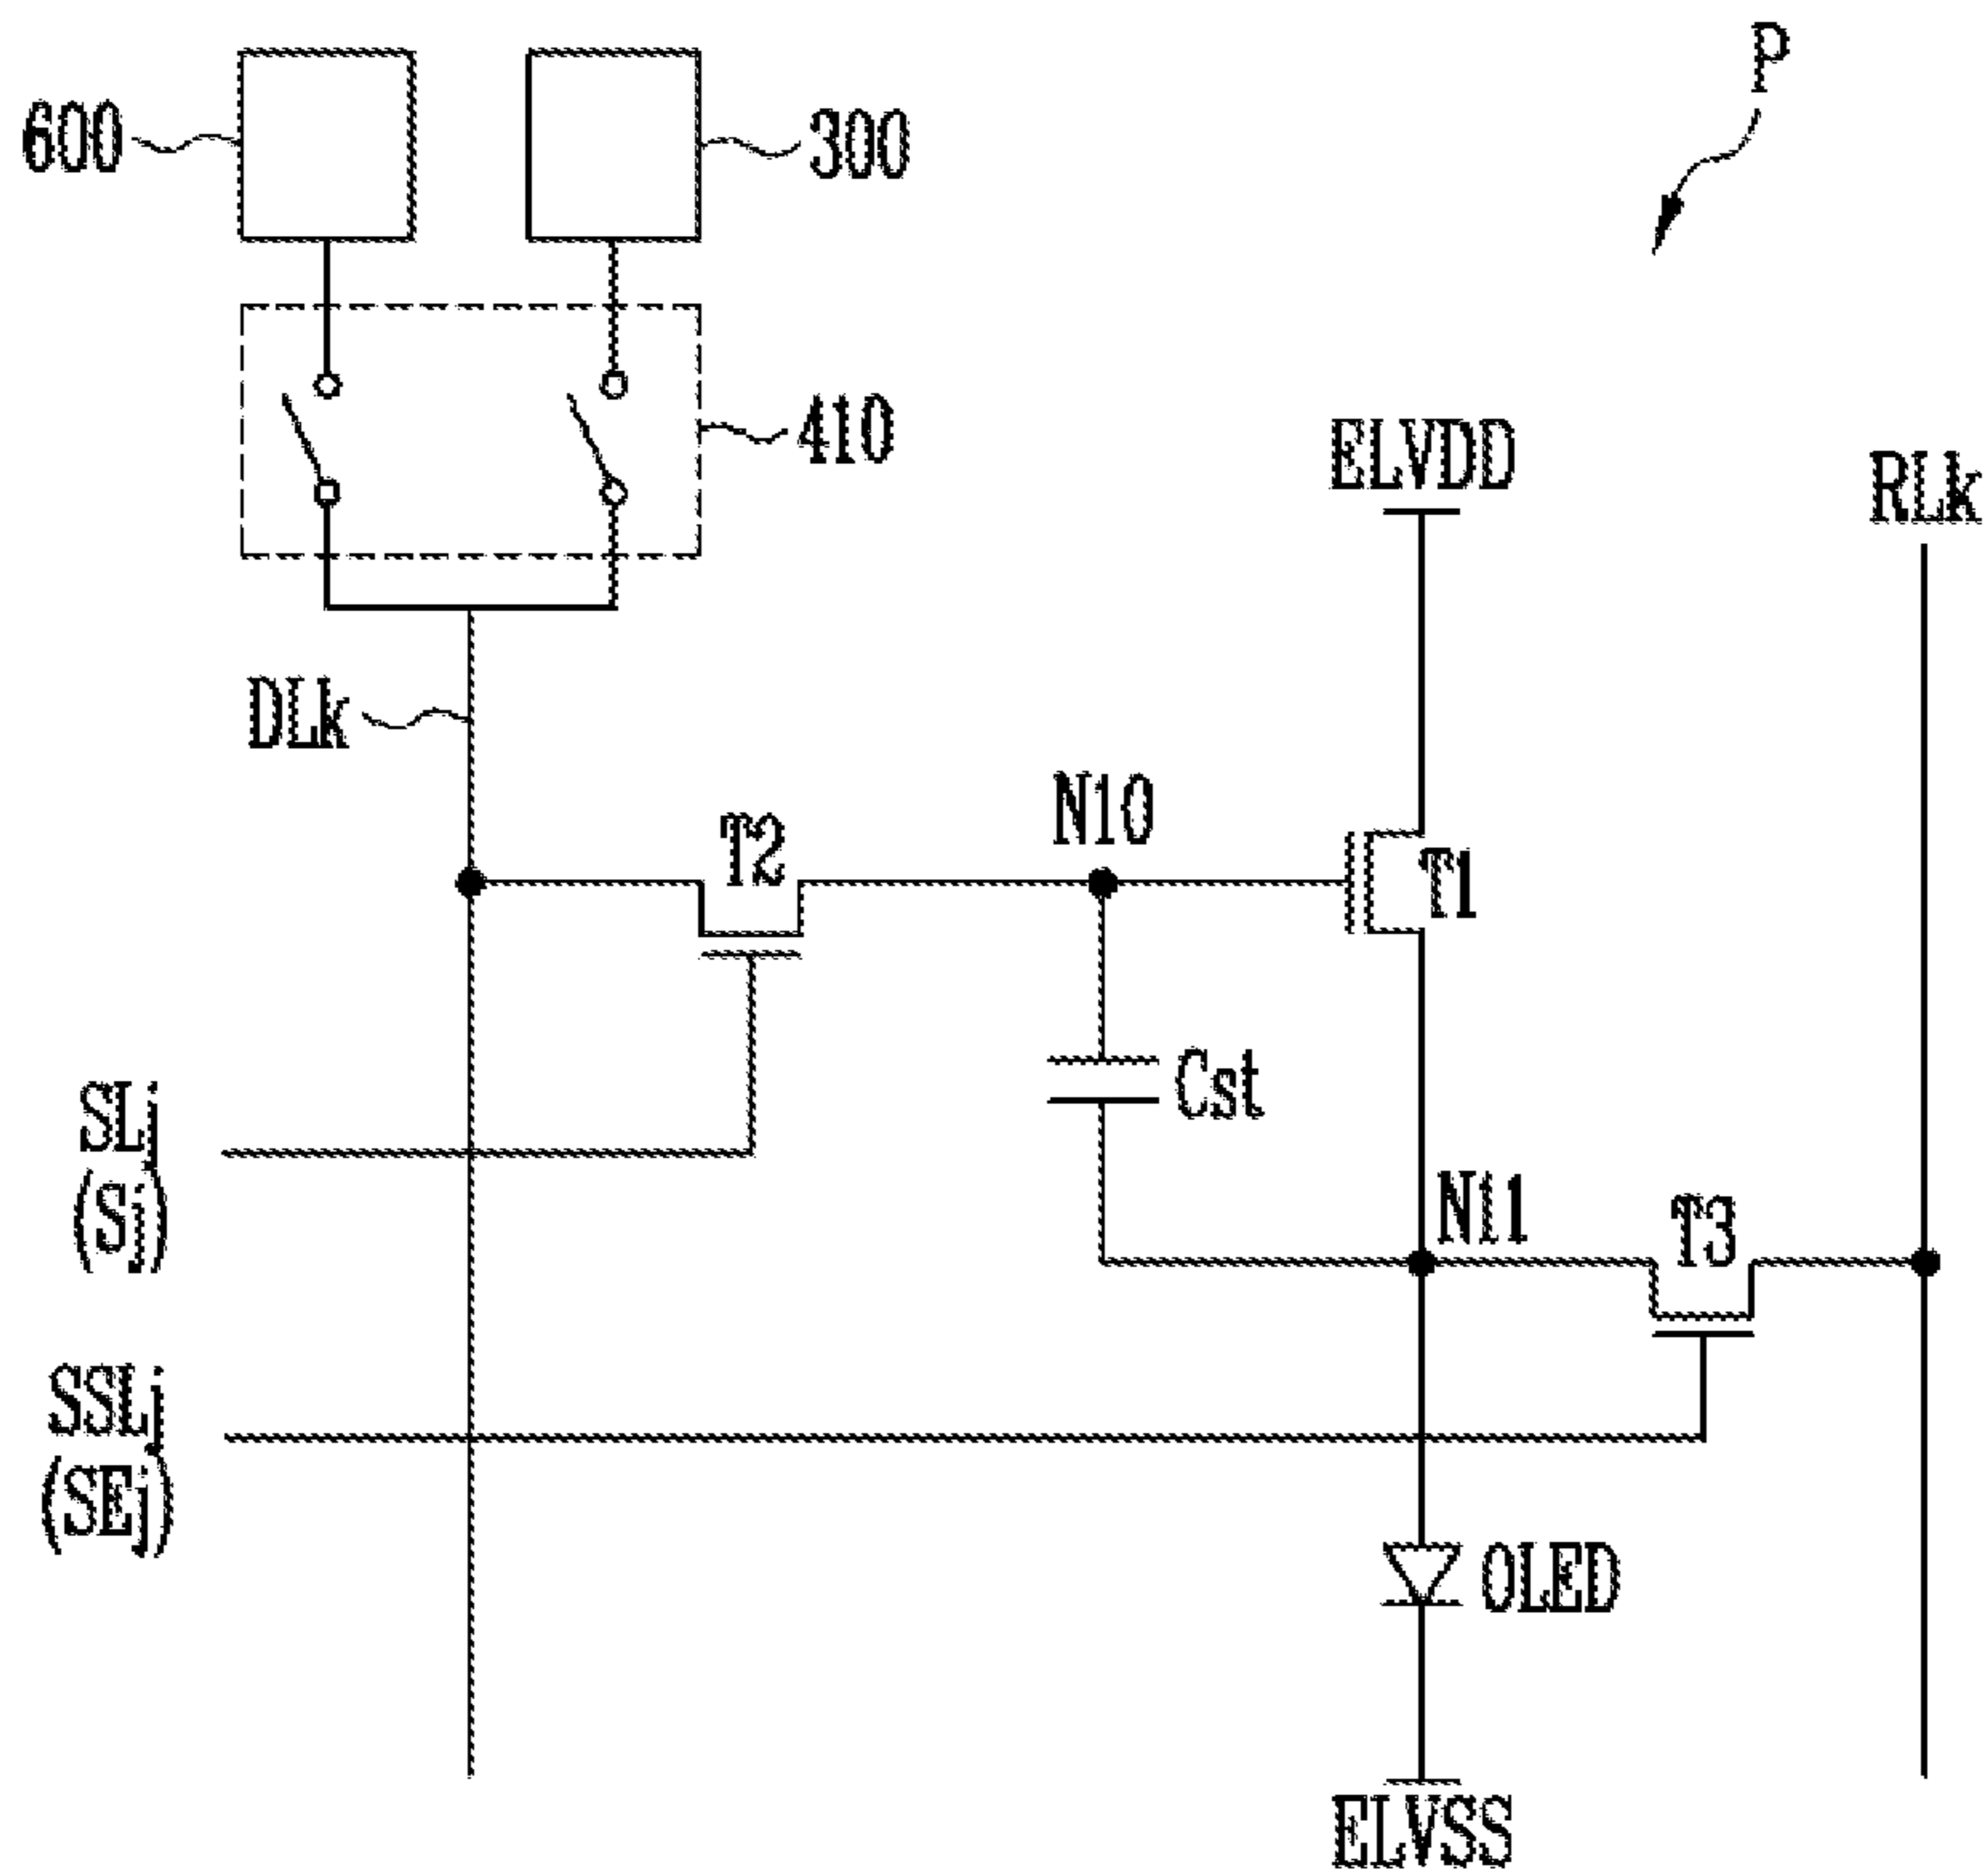 P
600
300
410
ELVDD
RLk
DLk
N10
T2
T1
Cst
SLj
(Sj)
N11
T3
SSLj
(SEj)
OLED
ELVSS